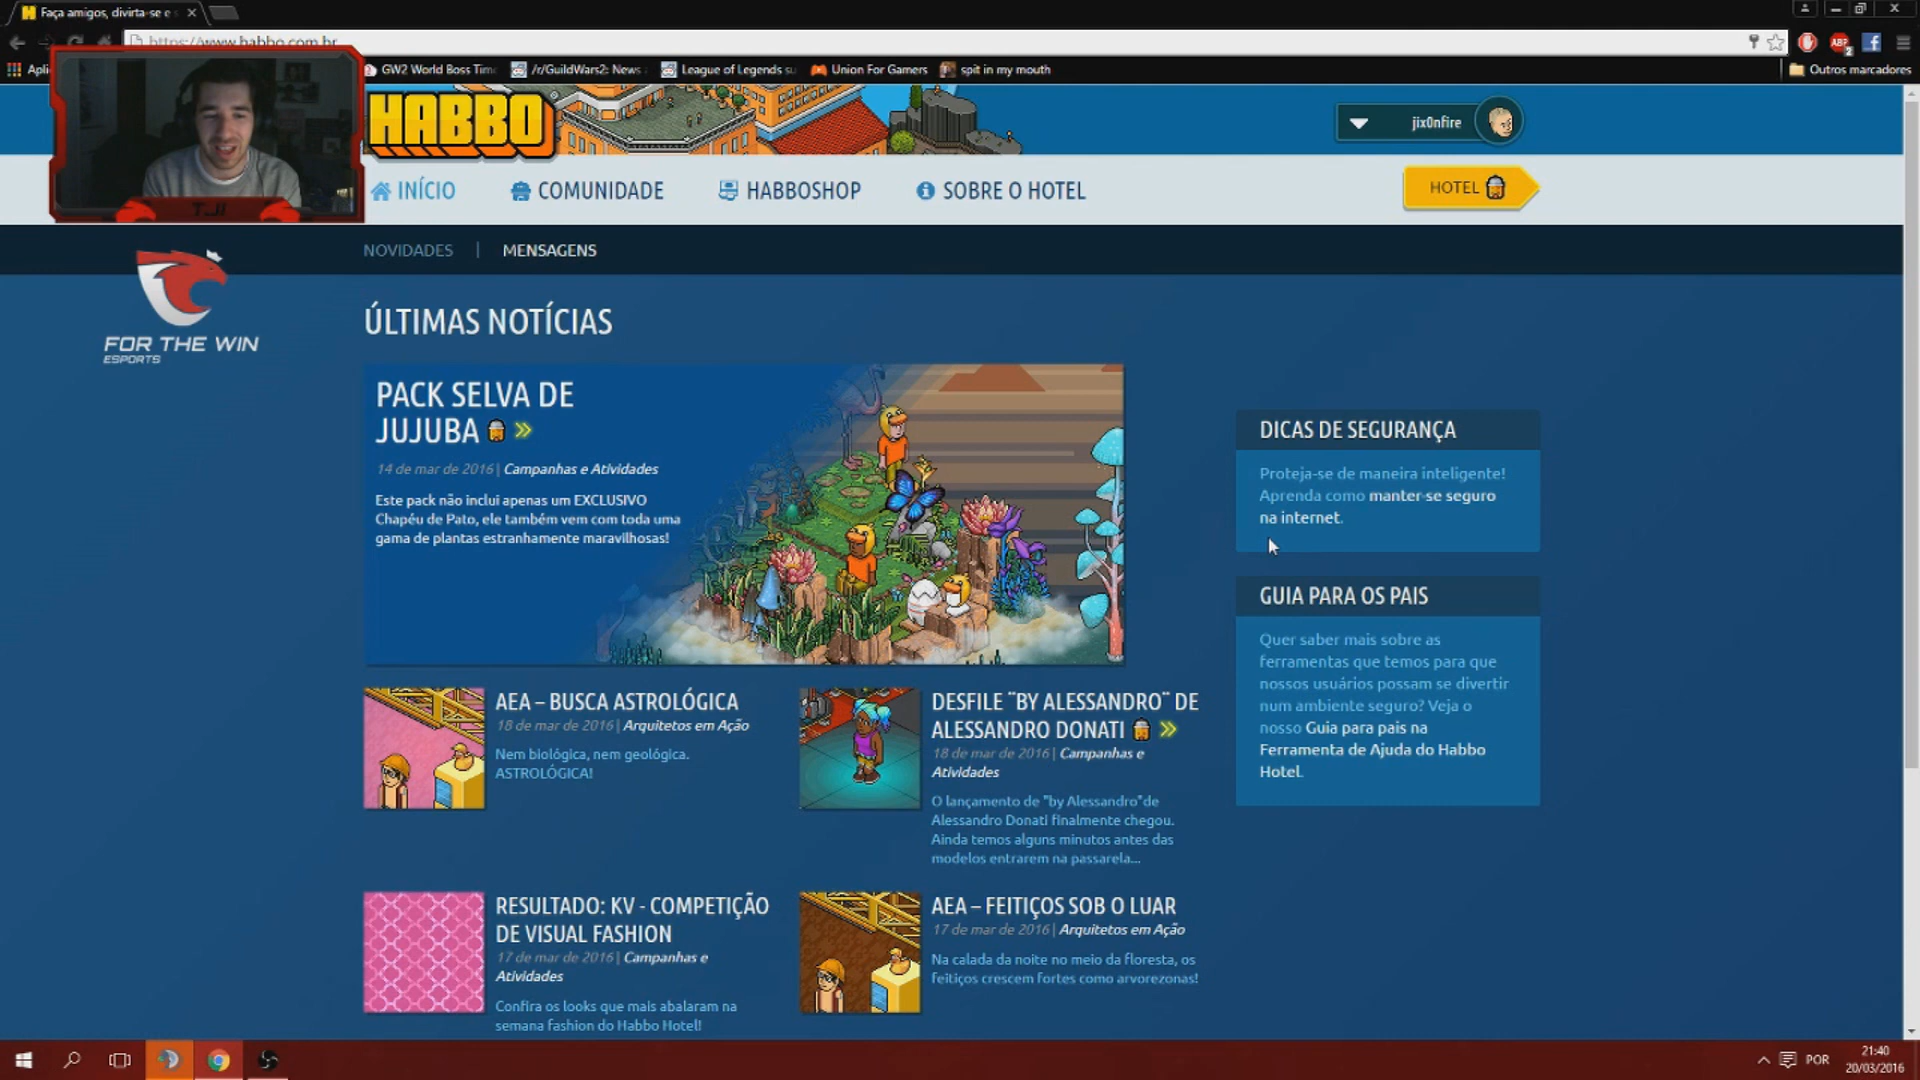 Faça amigos, divirta-se e s
https://www.habbo.com.br
ABP
2
Apli
GW2 World Boss Time
/r/GuildWars2: News a
League of Legends su
Union For Gamers
spit in my mouth
Outros marcadores
HABBO
jix0nfire
TJI
INÍCIO
COMUNIDADE
HABBOSHOP
SOBRE O HOTEL
HOTEL
NOVIDADES | MENSAGENS
FOR THE WIN
ESPORTS
ÚLTIMAS NOTÍCIAS
PACK SELVA DE
JUJUBA
14 de mar de 2016 | Campanhas e Atividades
Este pack não inclui apenas um EXCLUSIVO
Chapéu de Pato, ele também vem com toda uma
gama de plantas estranhamente maravilhosas!
DICAS DE SEGURANÇA
Proteja-se de maneira inteligente!
Aprenda como manter-se seguro
na internet.
GUIA PARA OS PAIS
Quer saber mais sobre as
ferramentas que temos para que
nossos usuários possam se divertir
num ambiente seguro? Veja o
nosso Guia para pais na
Ferramenta de Ajuda do Habbo
Hotel.
AEA – BUSCA ASTROLÓGICA
18 de mar de 2016 | Arquitetos em Ação
Nem biológica, nem geológica.
ASTROLÓGICA!
DESFILE ¨BY ALESSANDRO¨ DE
ALESSANDRO DONATI
18 de mar de 2016 | Campanhas e
Atividades
O lançamento de "by Alessandro"de
Alessandro Donati finalmente chegou.
Ainda temos alguns minutos antes das
modelos entrarem na passarela...
RESULTADO: KV - COMPETIÇÃO
DE VISUAL FASHION
17 de mar de 2016 | Campanhas e
Atividades
Confira os looks que mais abalaram na
semana fashion do Habbo Hotel!
AEA – FEITIÇOS SOB O LUAR
17 de mar de 2016 | Arquitetos em Ação
Na calada da noite no meio da floresta, os
feitiços crescem fortes como arvorezonas!
POR
21:40
20/03/2016